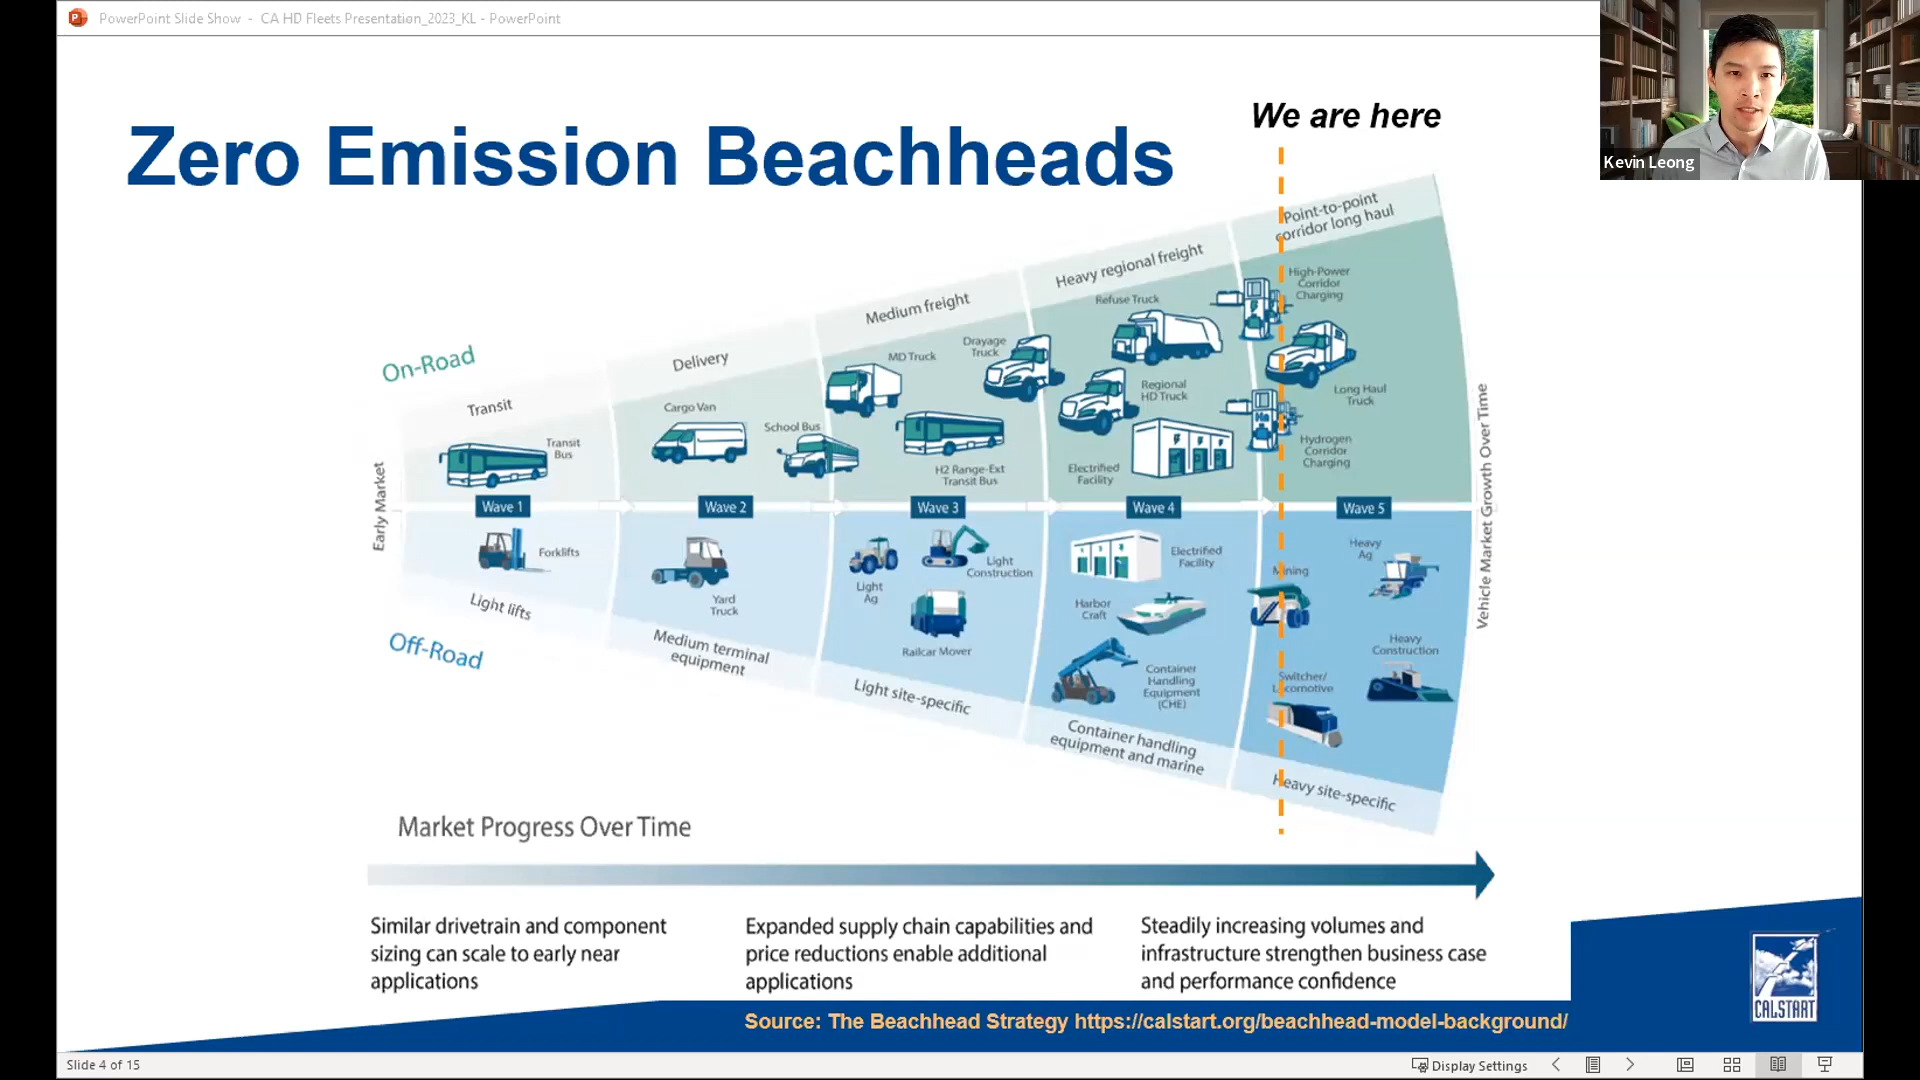 PowerPoint Slide Show - CA HD Fleets Presentation_2023_KL - PowerPoint
Kevin Leong
Zero Emission Beachheads
We are here
On-Road
Transit
Delivery
Medium freight
Heavy regional freight
Point-to-point
corridor long haul
Transit
Bus
Cargo Van
School Bus
MD Truck
Drayage
Truck
H2 Range-Ext
Transit Bus
Refuse Truck
Regional
HD Truck
Electrified
Facility
High-Power
Corridor
Charging
Long Haul
Truck
Hydrogen
Corridor
Charging
Early Market
Wave 1
Wave 2
Wave 3
Wave 4
Wave 5
Vehicle Market Growth Over Time
Forklifts
Yard
Truck
Light
Ag
Light
Construction
Railcar Mover
Electrified
Facility
Harbor
Craft
Container
Handling
Equipment
(CHE)
Mining
Heavy
Ag
Switcher/
Locomotive
Heavy
Construction
Off-Road
Light lifts
Medium terminal
equipment
Light site-specific
Container handling
equipment and marine
Heavy site-specific
Market Progress Over Time
Similar drivetrain and component
sizing can scale to early near
applications
Expanded supply chain capabilities and
price reductions enable additional
applications
Steadily increasing volumes and
infrastructure strengthen business case
and performance confidence
Source: The Beachhead Strategy https://calstart.org/beachhead-model-background/
CALSTART
Slide 4 of 15
Display Settings